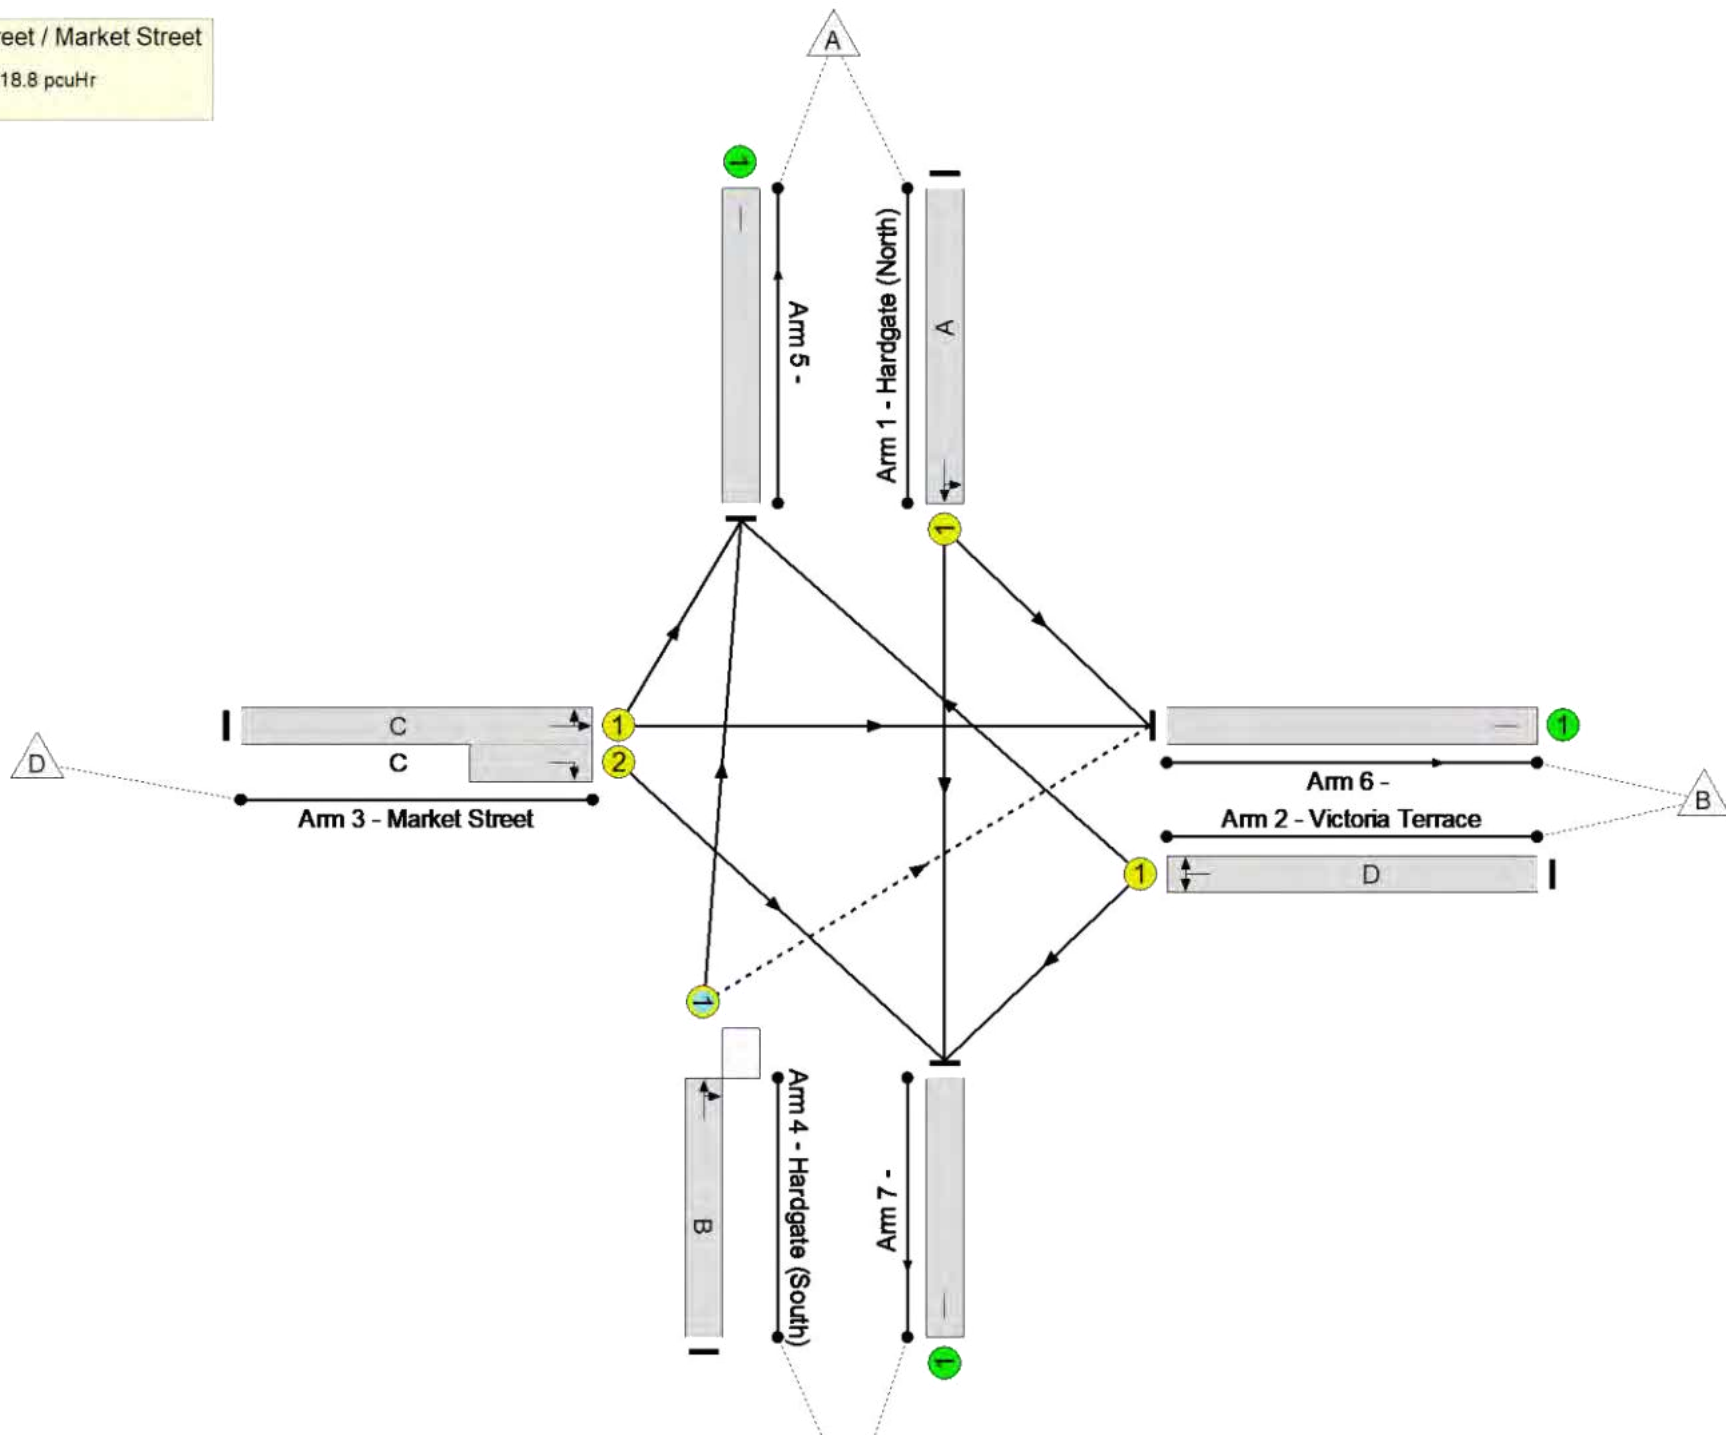 reet / Market Street
18.8 pcuHr
A
1
Arm 5 -
Arm 1 - Hardgate (North)
A
1
C
1
C
2
D
Arm 3 - Market Street
1
Arm 6 -
B
Arm 2 - Victoria Terrace
1
D
1
B
Arm 4 - Hardgate (South)
Arm 7 -
1